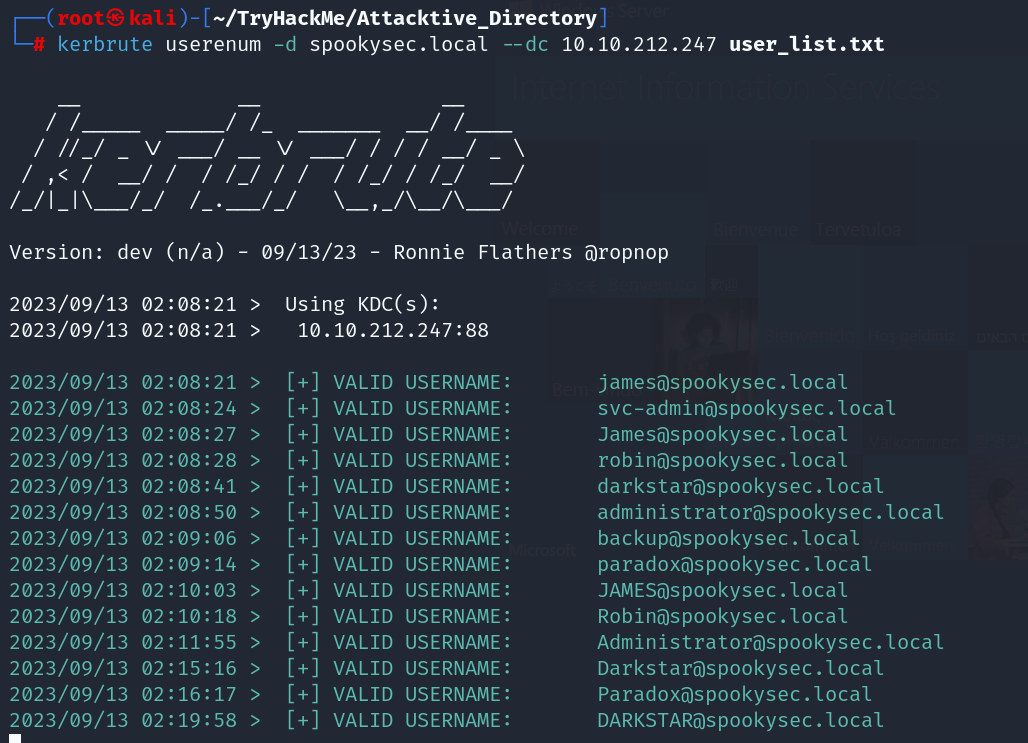 ┌──(root㉿kali)-[~/TryHackMe/Attacktive_Directory]
└─# kerbrute userenum -d spookysec.local --dc 10.10.212.247 user_list.txt
Internet Information Services
    __             __               __
   / /_____  _____/ /_  _______  __/ /____
  / //_/ _ \/ ___/ __ \/ ___/ / / / __/ _ \
 / ,< /  __/ /  / /_/ / /  / /_/ / /_/  __/
/_/|_|\___/_/  /_.___/_/   \__,_/\__/\___/
Version: dev (n/a) - 09/13/23 - Ronnie Flathers @ropnop
2023/09/13 02:08:21 >  Using KDC(s):
2023/09/13 02:08:21 >   10.10.212.247:88
2023/09/13 02:08:21 >  [+] VALID USERNAME:       james@spookysec.local
2023/09/13 02:08:24 >  [+] VALID USERNAME:       svc-admin@spookysec.local
2023/09/13 02:08:27 >  [+] VALID USERNAME:       James@spookysec.local
2023/09/13 02:08:28 >  [+] VALID USERNAME:       robin@spookysec.local
2023/09/13 02:08:41 >  [+] VALID USERNAME:       darkstar@spookysec.local
2023/09/13 02:08:50 >  [+] VALID USERNAME:       administrator@spookysec.local
2023/09/13 02:09:06 >  [+] VALID USERNAME:       backup@spookysec.local
2023/09/13 02:09:14 >  [+] VALID USERNAME:       paradox@spookysec.local
2023/09/13 02:10:03 >  [+] VALID USERNAME:       JAMES@spookysec.local
2023/09/13 02:10:18 >  [+] VALID USERNAME:       Robin@spookysec.local
2023/09/13 02:11:55 >  [+] VALID USERNAME:       Administrator@spookysec.local
2023/09/13 02:15:16 >  [+] VALID USERNAME:       Darkstar@spookysec.local
2023/09/13 02:16:17 >  [+] VALID USERNAME:       Paradox@spookysec.local
2023/09/13 02:19:58 >  [+] VALID USERNAME:       DARKSTAR@spookysec.local
Welcome
Bienvenue
Tervetuloa
Microsoft